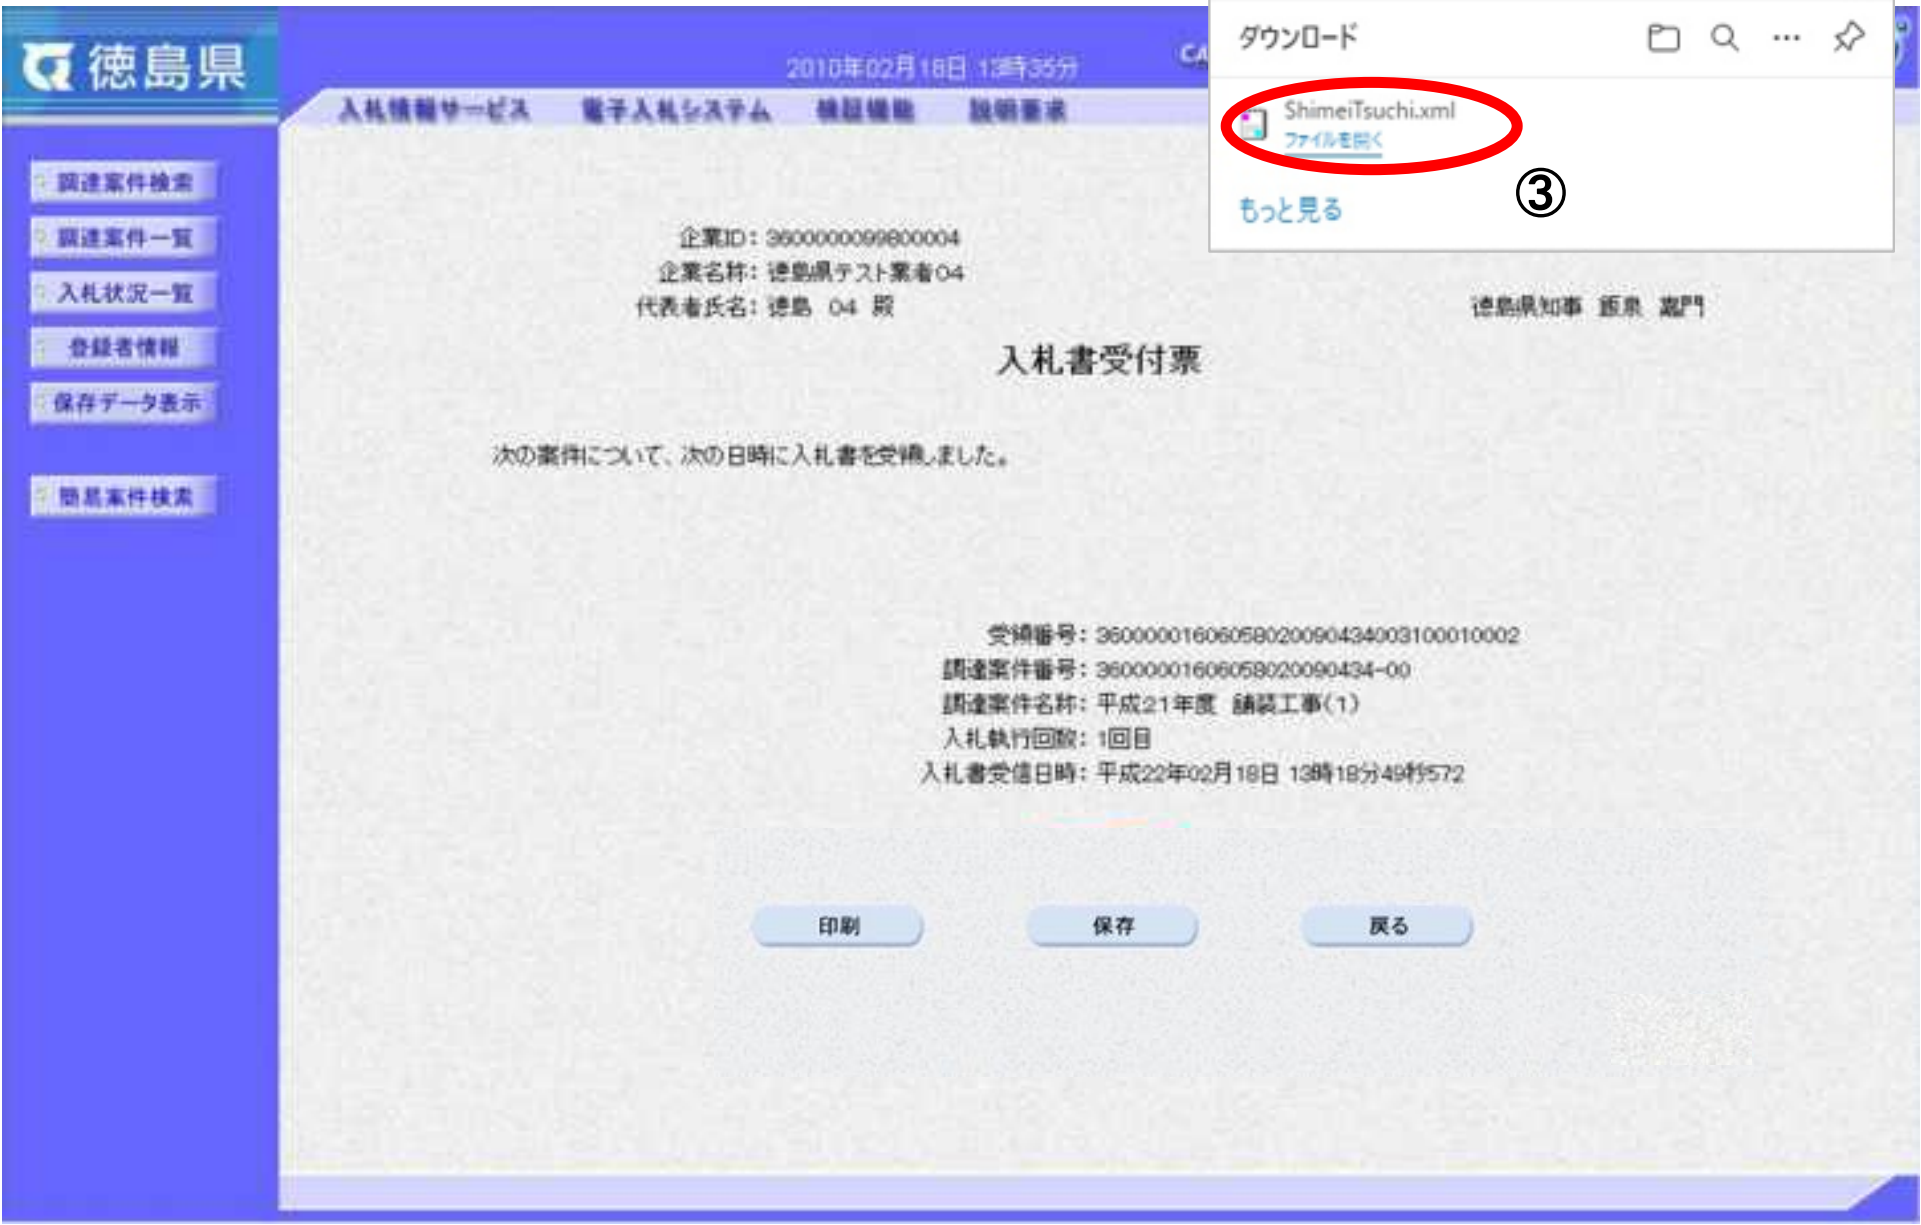 徳島県
2010年02月18日 13時35分
CA
入札情報サービス 電子入札システム 検証機能 説明要求
ダウンロード
ShimeiTsuchi.xml
ファイルを開く
もっと見る
③
調達案件検索
調達案件一覧
入札状況一覧
登録者情報
保存データ表示
簡易案件検索
企業ID: 3600000099800004
企業名称: 徳島県テスト業者04
代表者氏名: 徳島 04 殿
徳島県知事 飯泉 嘉門
入札書受付票
次の案件について、次の日時に入札書を受領しました。
受領番号: 36000001606058020090434003100010002
調達案件番号: 3600000160605802009​0434-00
調達案件名称: 平成21年度 舗装工事(1)
入札執行回数: 1回目
入札書受信日時: 平成22年02月18日 13時18分49秒572
印刷 保存 戻る